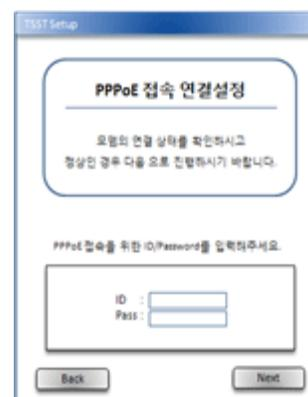 TSST Setup
PPPoE 접속 연결설정
모뎀의 연결 상태를 확인하시고
정상인 경우 다음 으로 진행하시기 바랍니다.
PPPoE 접속을 위한 ID/Password를 입력해주세요.
ID :
Pass :
Back
Next